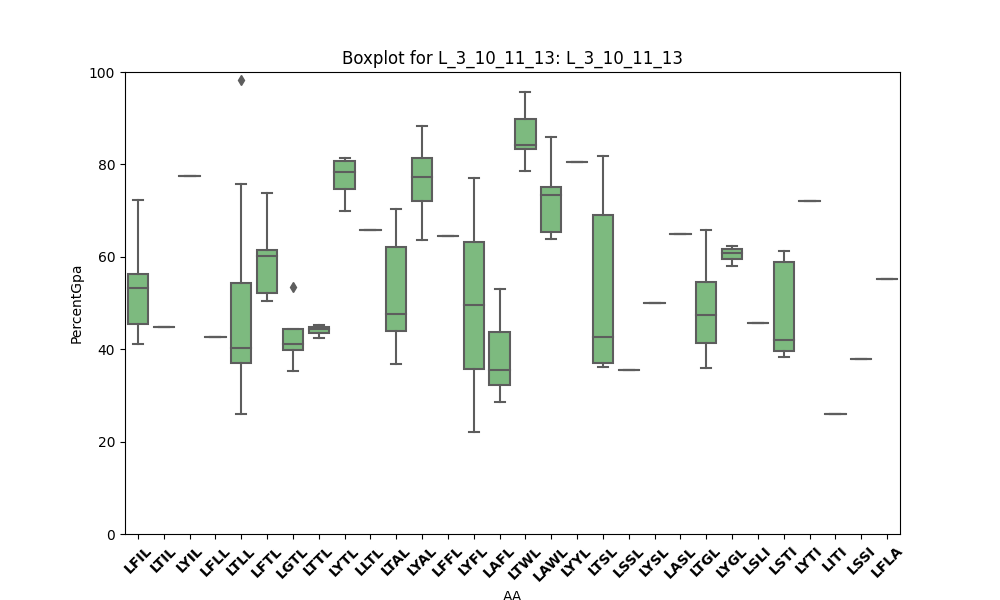 Boxplot for L_3_10_11_13: L_3_10_11_13
100
80
60
40
20
0
PercentGpa
LFIL LTIL LYIL LFLL LTLL LFTL LGTL LTTL LYTL LLTL LTAL LYAL LFFL LYFL LAFL LTWL LAWL LYYL LTSL LSSL LYSL LASL LTGL LYGL LSLI LSTI LYTI LITI LSSI LFLA
AA